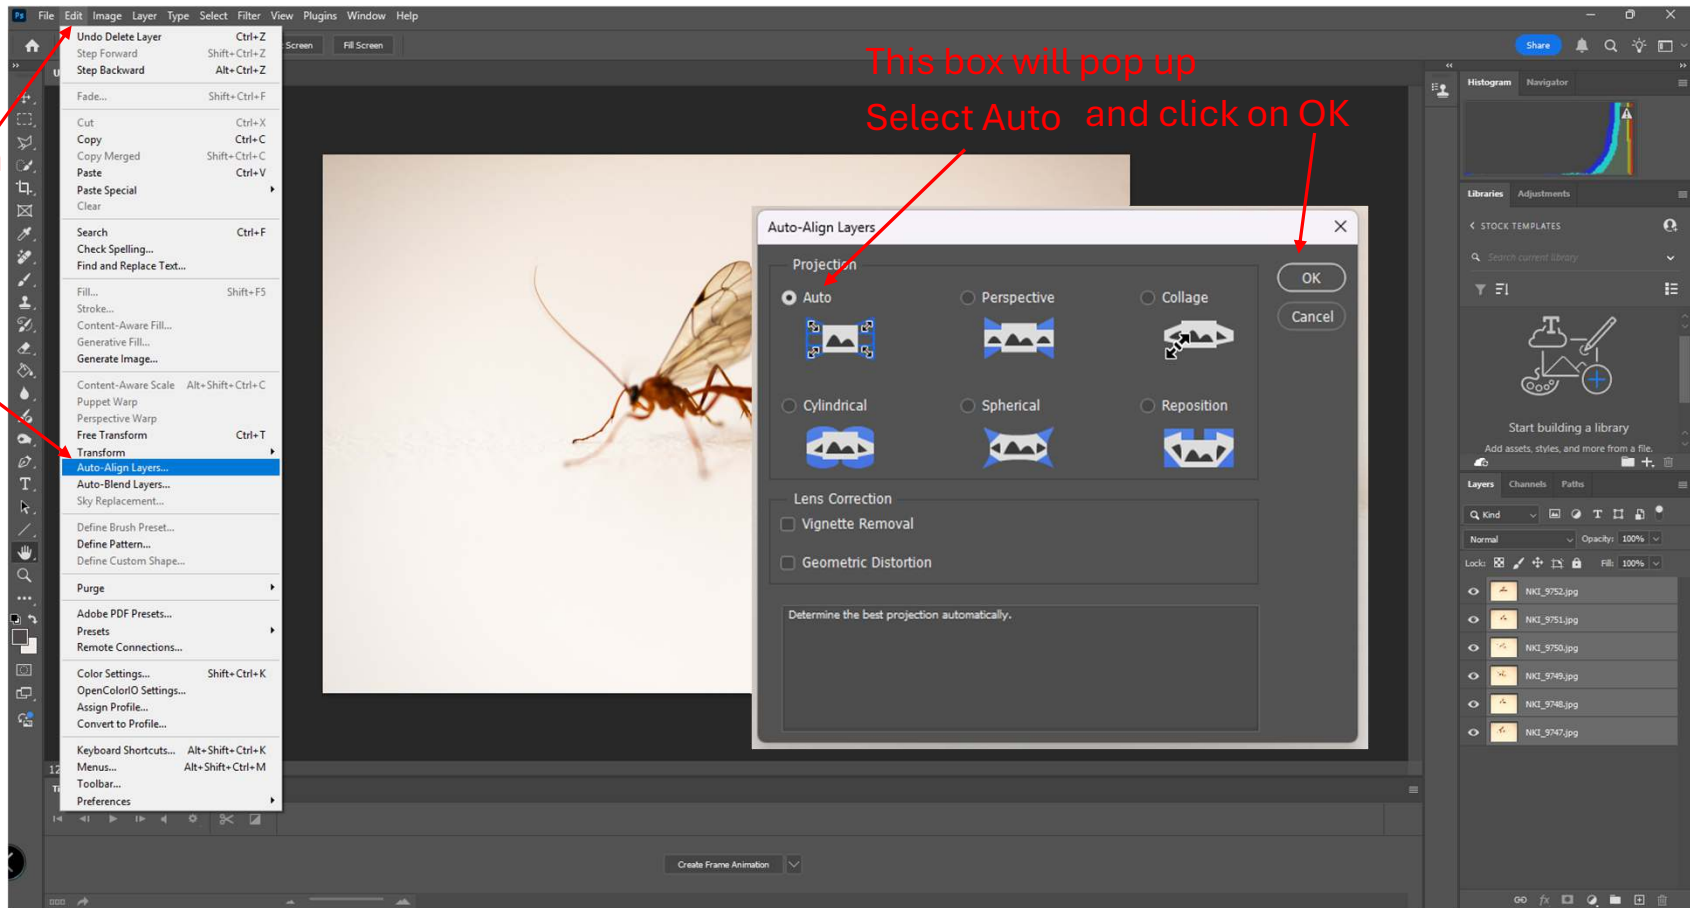 Ps File Edit Image Layer Type Select Filter View Plugins Window Help
Screen Fill Screen
Share
Undo Delete Layer Ctrl+Z
Step Forward Shift+Ctrl+Z
Step Backward Alt+Ctrl+Z
Fade... Shift+Ctrl+F
Cut Ctrl+X
Copy Ctrl+C
Copy Merged Shift+Ctrl+C
Paste Ctrl+V
Paste Special
Clear
Search Ctrl+F
Check Spelling...
Find and Replace Text...
Fill... Shift+F5
Stroke...
Content-Aware Fill...
Generative Fill...
Generate Image...
Content-Aware Scale Alt+Shift+Ctrl+C
Puppet Warp
Perspective Warp
Free Transform Ctrl+T
Transform
Auto-Align Layers...
Auto-Blend Layers...
Sky Replacement...
Define Brush Preset...
Define Pattern...
Define Custom Shape...
Purge
Adobe PDF Presets...
Presets
Remote Connections...
Color Settings... Shift+Ctrl+K
OpenColorIO Settings...
Assign Profile...
Convert to Profile...
Keyboard Shortcuts... Alt+Shift+Ctrl+K
Menus... Alt+Shift+Ctrl+M
Toolbar...
Preferences
This box will pop up
Select Auto and click on OK
Auto-Align Layers
Projection
Auto Perspective Collage
Cylindrical Spherical Reposition
OK
Cancel
Lens Correction
Vignette Removal
Geometric Distortion
Determine the best projection automatically.
Create Frame Animation
Histogram Navigator
Libraries Adjustments
STOCK TEMPLATES
Search current library
Start building a library
Add assets, styles, and more from a file.
Layers Channels Paths
Kind
Normal Opacity: 100%
Lock: Fill: 100%
NKI_9752.jpg
NKI_9751.jpg
NKI_9750.jpg
NKI_9749.jpg
NKI_9748.jpg
NKI_9747.jpg